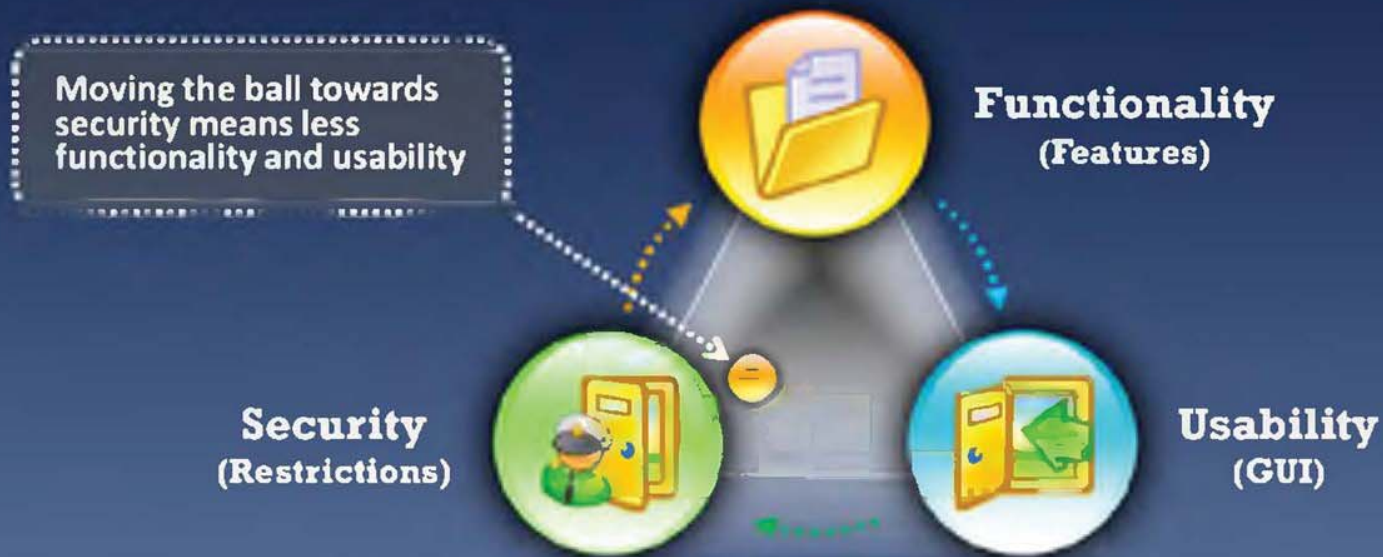 Moving the ball towards
security means less
functionality and usability
Functionality
(Features)
Security
(Restrictions)
Usability
(GUI)